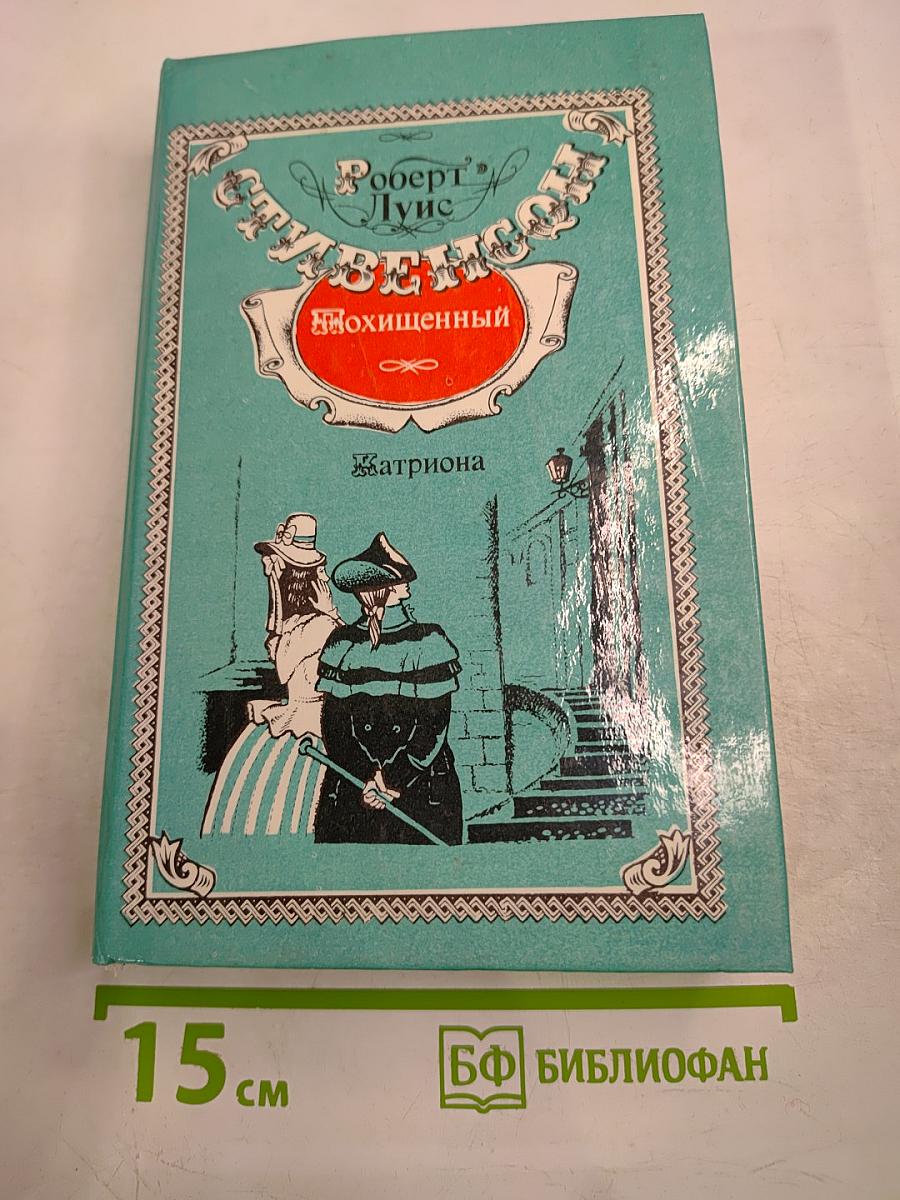 Роберт
Луис
СТИВЕНСОН
Похищенный
Катриона
15 см
БФ БИБЛИОФАН